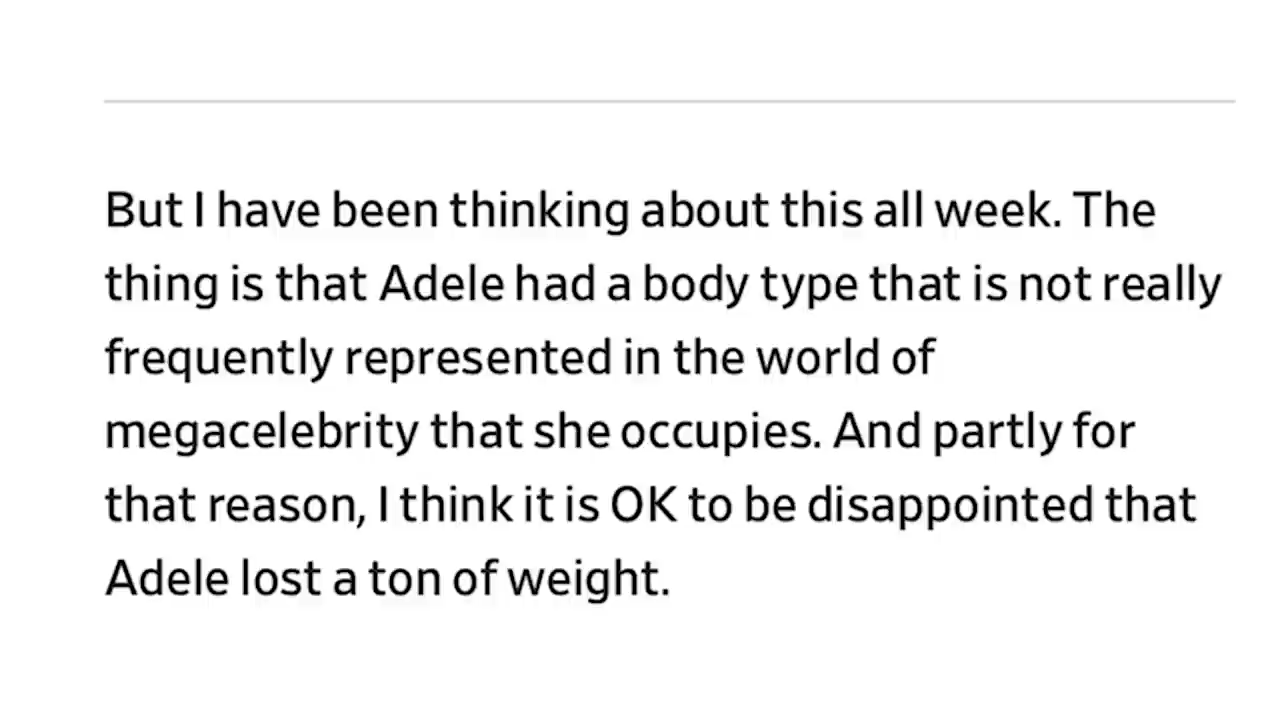 But I have been thinking about this all week. The
thing is that Adele had a body type that is not really
frequently represented in the world of
megacelebrity that she occupies. And partly for
that reason, I think it is OK to be disappointed that
Adele lost a ton of weight.